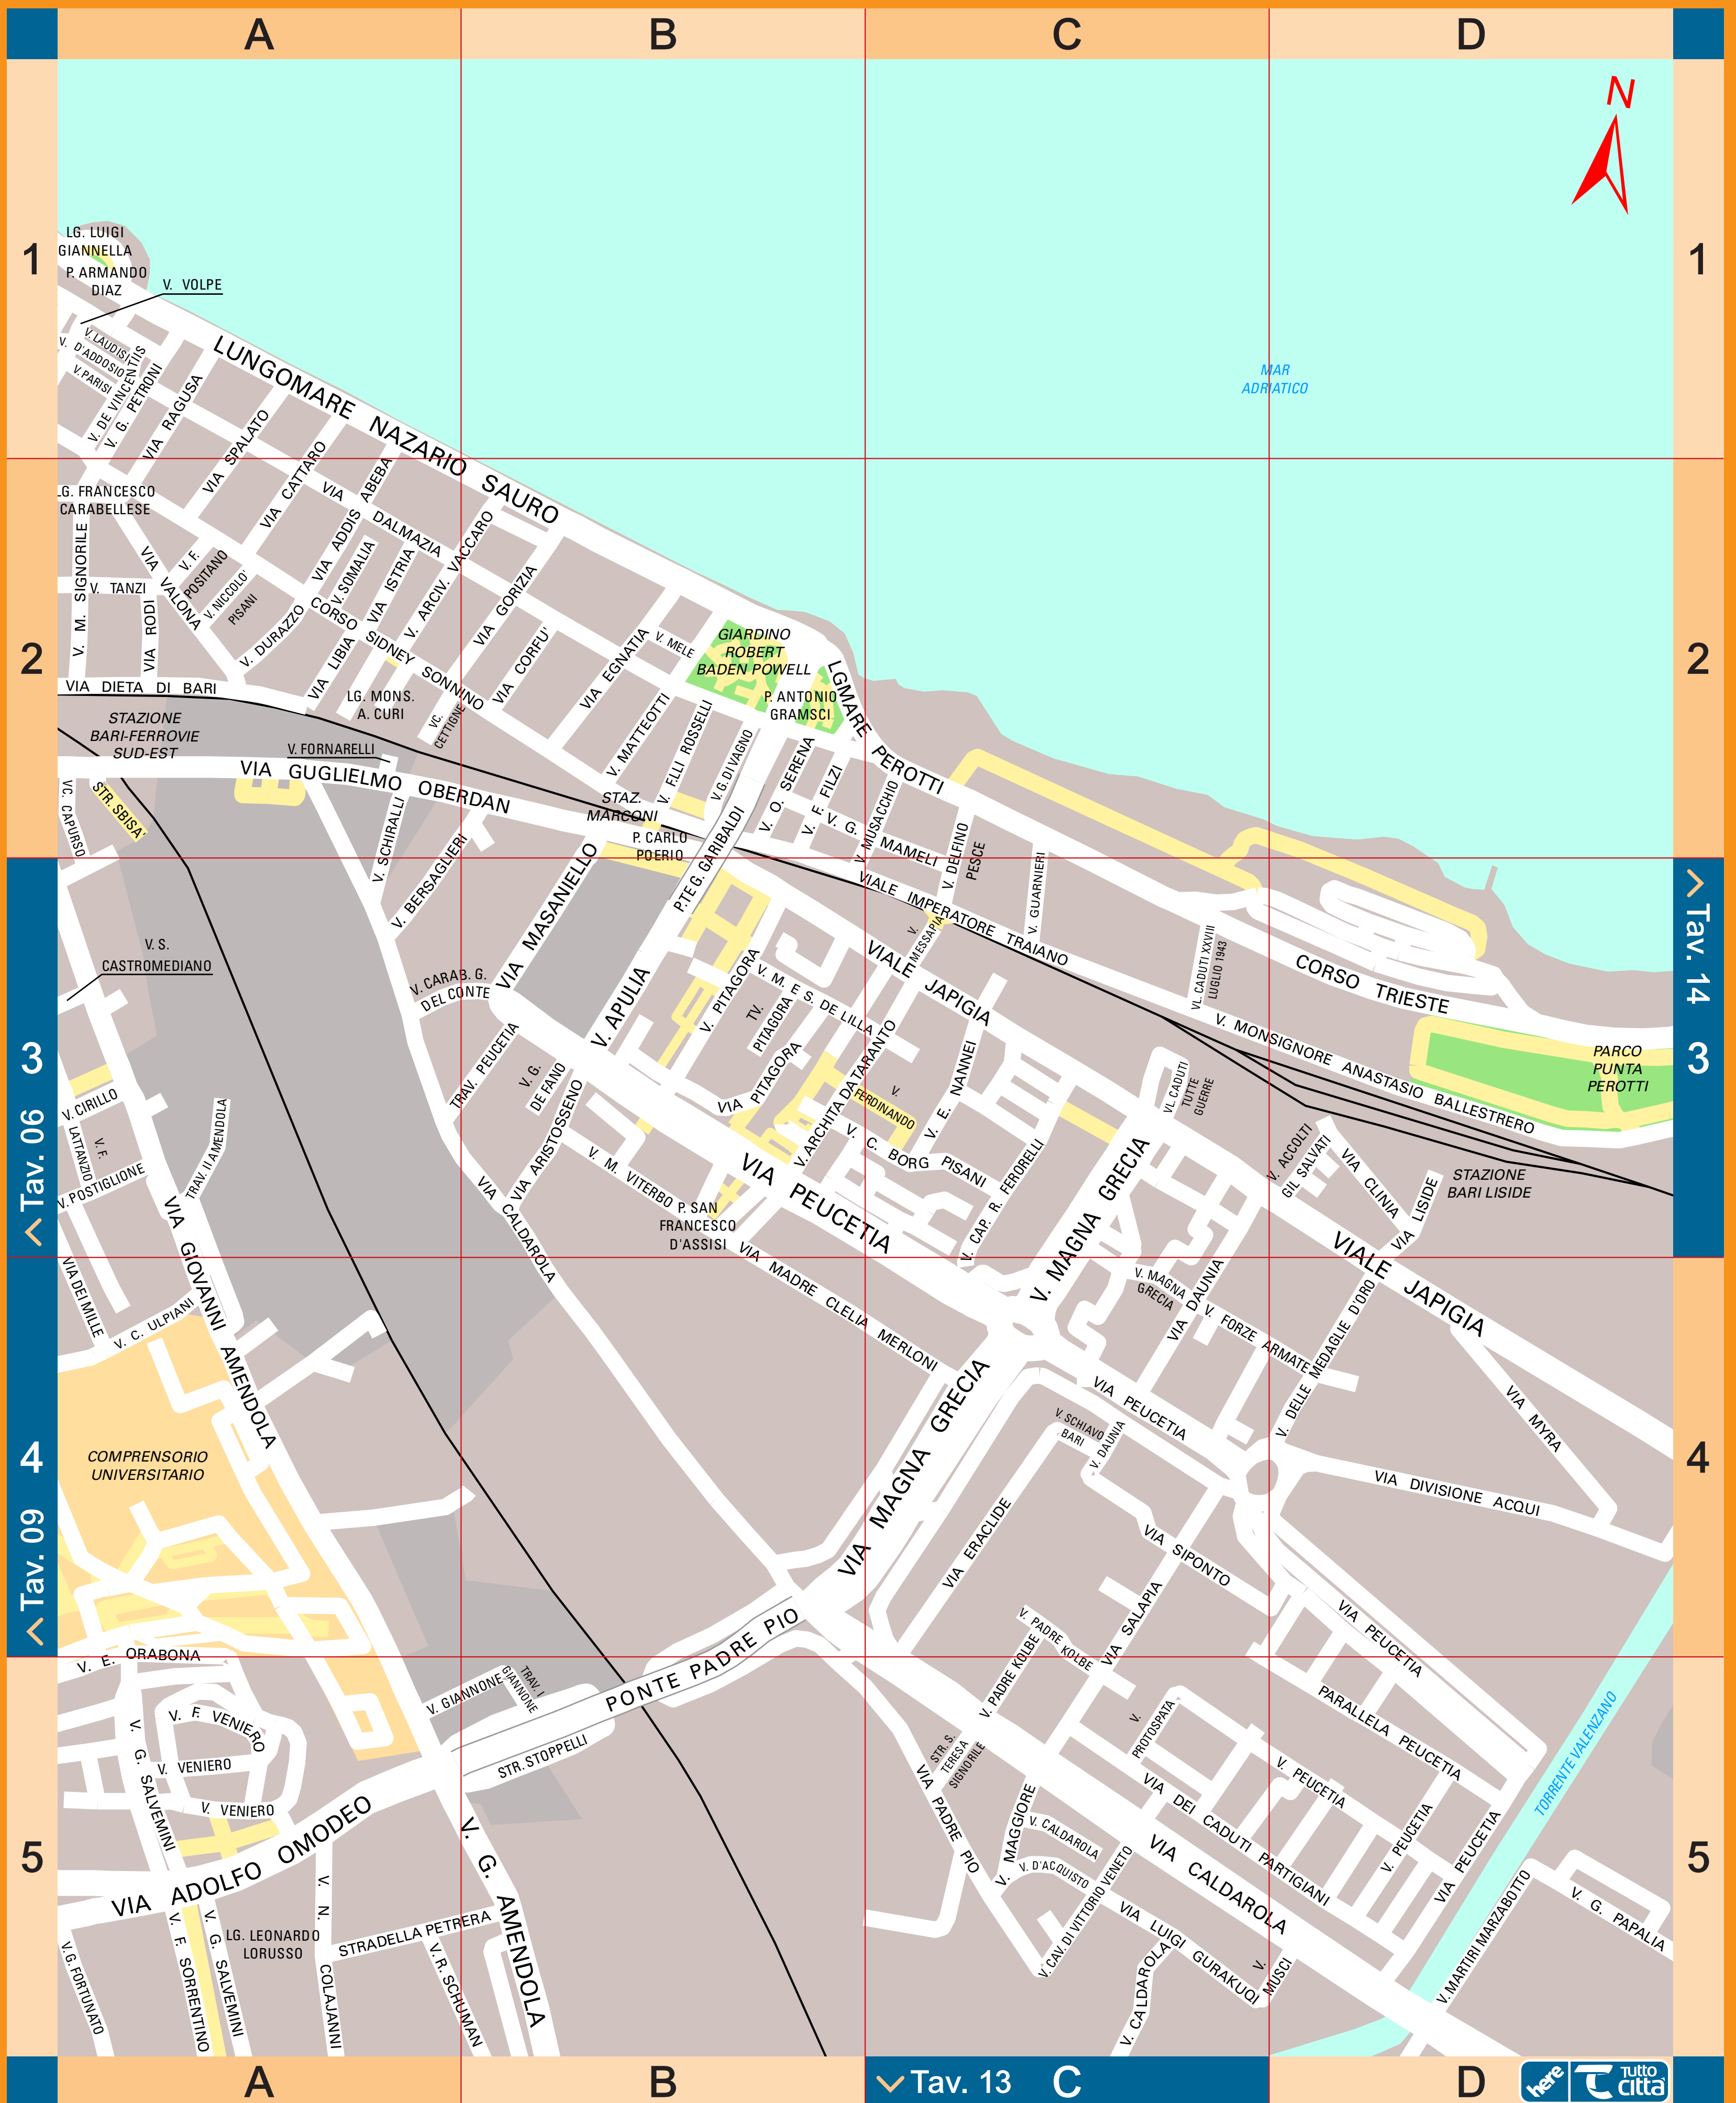 A
B
C
D
N
1
1
LG. LUIGI
GIANNELLA
P. ARMANDO
DIAZ
V. VOLPE
V. LAUDISI
V. D'ADDOSIO
V. PARISI
V. DE VINCENTIIS
V. G. PETRONI
VIA RAGUSA
VIA SPALATO
VIA CATTARO
LUNGOMARE NAZARIO SAURO
MAR
ADRIATICO
2
2
LG. FRANCESCO
CARABELLESE
V. M. SIGNORILE
V. TANZI
VIA RODI
VIA VALONA
V. F.
POSITANO
V. NICCOLO'
PISANI
V. DURAZZO
VIA ADDIS ABEBA
VIA DALMAZIA
V. SOMALIA
VIA ISTRIA
VIA LIBIA
V. ARCIV. VACCARO
CORSO SIDNEY SONNINO
VIA GORIZIA
VIA CORFU'
VIA EGNATIA
V. MELE
GIARDINO
ROBERT
BADEN POWELL
P. ANTONIO
GRAMSCI
LGMARE PEROTTI
VIA DIETA DI BARI
STAZIONE
BARI-FERROVIE
SUD-EST
LG. MONS.
A. CURI
VC.
CETTIGNE
V. MATTEOTTI
V. F.LLI ROSSELLI
V. G. DI VAGNO
V. O. SERENA
V. F. FILZI
V. G. MAMELI
V. MUSACCHIO
V. DELFINO
PESCE
V. FORNARELLI
VIA GUGLIELMO OBERDAN
STAZ.
MARCONI
P. CARLO
POERIO
P.TE G. GARIBALDI
VC. CAPURSO
STR. SBISA'
V. SCHIRALLI
V. BERSAGLIERI
VIA MASANIELLO
V. GUARNIERI
VIALE IMPERATORE TRAIANO
3
3
Tav. 06
Tav. 14
V. S.
CASTROMEDIANO
V. CARAB. G.
DEL CONTE
V. APULIA
V. PITAGORA
TV.
PITAGORA
V. M. E S. DE LILLA
VIALE JAPIGIA
V.
MESSAPIA
VL. CADUTI XXVIII
LUGLIO 1943
CORSO TRIESTE
V. MONSIGNORE ANASTASIO BALLESTRERO
PARCO
PUNTA
PEROTTI
TRAV. PEUCETIA
V. G.
DE FANO
VIA ARISTOSSENO
VIA PITAGORA
V. ARCHITA DATARANTO
V.
FERDINANDO
V. E. NANNEI
V. C. BORG PISANI
V. CAP. R. FERORELLI
VL. CADUTI
TUTTE
GUERRE
V. MAGNA GRECIA
V. ACCOLTI
GIL SALVATI
VIA CLINIA
VIA LISIDE
STAZIONE
BARI LISIDE
V. CIRILLO
V. F.
LATTANZIO
V. POSTIGLIONE
TRAV. II AMENDOLA
VIA GIOVANNI AMENDOLA
VIA CALDAROLA
V. M. VITERBO
P. SAN
FRANCESCO
D'ASSISI
VIA PEUCETIA
4
4
Tav. 09
VIA DEI MILLE
V. C. ULPIANI
VIA MADRE CLELIA MERLONI
V. MAGNA
GRECIA
VIA DAUNIA
V. FORZE ARMATE
V. DELLE MEDAGLIE D'ORO
VIALE JAPIGIA
VIA MYRA
COMPRENSORIO
UNIVERSITARIO
VIA MAGNA GRECIA
VIA PEUCETIA
V. SCHIAVO
BARI
V. DAUNIA
VIA DIVISIONE ACQUI
VIA ERACLIDE
VIA SIPONTO
VIA SALAPIA
VIA PEUCETIA
V. PADRE KOLBE
V. E. ORABONA
5
5
V. GIANNONE
TRAV. I
GIANNONE
PONTE PADRE PIO
STR. STOPPELLI
V. F. VENIERO
V. VENIERO
V. VENIERO
V. G. SALVEMINI
VIA ADOLFO OMODEO
V. PADRE KOLBE
STR. S.
TERESA
SIGNORILE
VIA PADRE PIO
V. MAGGIORE
V.
PROTOSPATA
PARALLELA PEUCETIA
V. PEUCETIA
VIA DEI CADUTI PARTIGIANI
V. PEUCETIA
VIA PEUCETIA
TORRENTE VALENZANO
V. CALDAROLA
V. D'ACQUISTO
V. CAV. DI VITTORIO VENETO
VIA CALDAROLA
VIA LUIGI GURAKUQI
V.
MUSCI
V. CALDAROLA
V. MARTIRI MARZABOTTO
V. G. PAPALIA
V. G. AMENDOLA
V. N. COLAJANNI
LG. LEONARDO
LORUSSO
STRADELLA PETRERA
V. R. SCHUMAN
V. G. FORTUNATO
V. F. SORRENTINO
V. G. SALVEMINI
A
B
Tav. 13
C
D
here
TUTTO
città